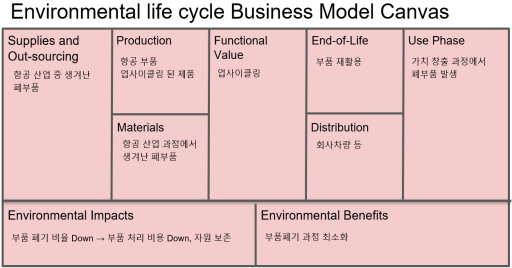 Environmental life cycle Business Model Canvas
Supplies and
Out-sourcing
항공 산업 중 생겨난
폐부품
Production
항공 부품
업사이클링 된 제품
Materials
항공 산업 과정에서
생겨난 폐부품
Functional
Value
업사이클링
End-of-Life
부품 재활용
Distribution
회사차량 등
Use Phase
가치 창출 과정에서
폐부품 발생
Environmental Impacts
부품 폐기 비율 Down → 부품 처리 비용 Down, 자원 보존
Environmental Benefits
부품폐기 과정 최소화